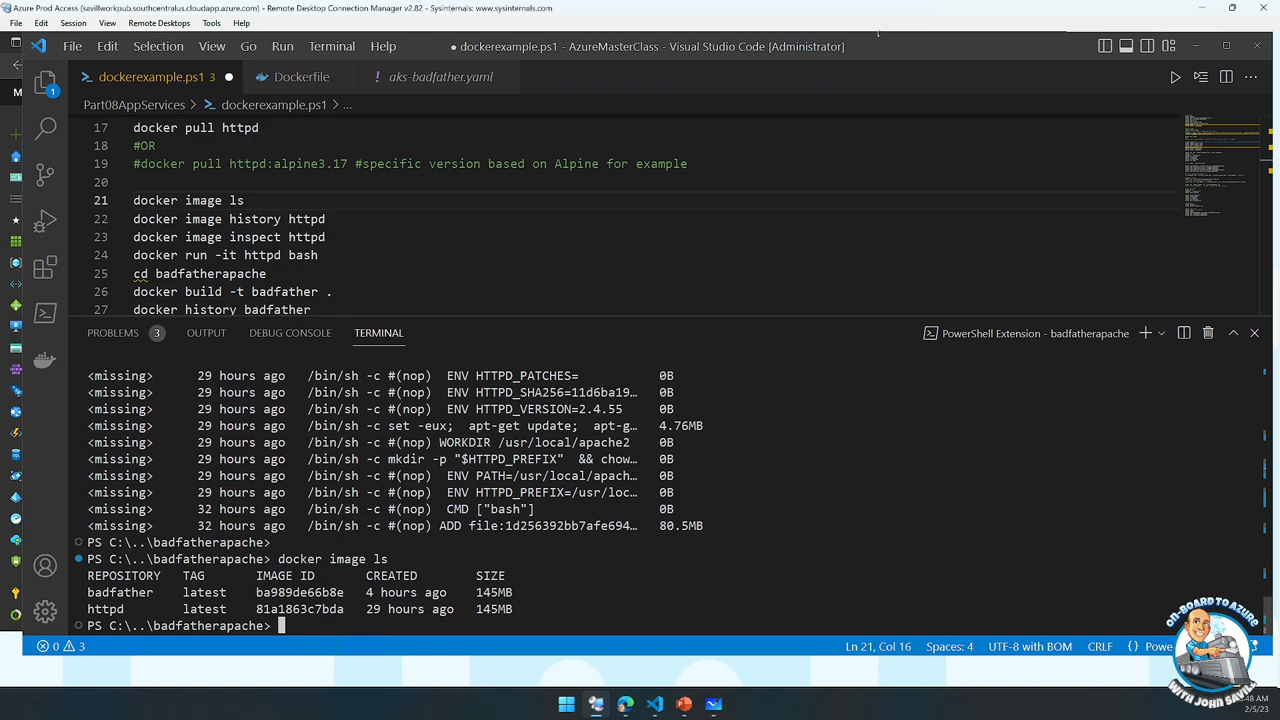 Azure Prod Access (savillworkpub.southcentralus.cloudapp.azure.com) - Remote Desktop Connection Manager v2.82 - Sysinternals: www.sysinternals.com
File Edit Session View Remote Desktops Tools Help
File Edit Selection View Go Run Terminal Help
● dockerexample.ps1 - AzureMasterClass - Visual Studio Code [Administrator]
dockerexample.ps1 3 Dockerfile aks-badfather.yaml
Part08AppServices > dockerexample.ps1 > ...
17 docker pull httpd
18 #OR
19 #docker pull httpd:alpine3.17 #specific version based on Alpine for example
20
21 docker image ls
22 docker image history httpd
23 docker image inspect httpd
24 docker run -it httpd bash
25 cd badfatherapache
26 docker build -t badfather .
27 docker history badfather
PROBLEMS 3 OUTPUT DEBUG CONSOLE TERMINAL
PowerShell Extension - badfatherapache
<missing> 29 hours ago /bin/sh -c #(nop) ENV HTTPD_PATCHES= 0B
<missing> 29 hours ago /bin/sh -c #(nop) ENV HTTPD_SHA256=11d6ba19… 0B
<missing> 29 hours ago /bin/sh -c #(nop) ENV HTTPD_VERSION=2.4.55 0B
<missing> 29 hours ago /bin/sh -c set -eux; apt-get update; apt-g… 4.76MB
<missing> 29 hours ago /bin/sh -c #(nop) WORKDIR /usr/local/apache2 0B
<missing> 29 hours ago /bin/sh -c mkdir -p "$HTTPD_PREFIX" && chow… 0B
<missing> 29 hours ago /bin/sh -c #(nop) ENV PATH=/usr/local/apach… 0B
<missing> 29 hours ago /bin/sh -c #(nop) ENV HTTPD_PREFIX=/usr/loc… 0B
<missing> 32 hours ago /bin/sh -c #(nop) CMD ["bash"] 0B
<missing> 32 hours ago /bin/sh -c #(nop) ADD file:1d256392bb7afe694… 80.5MB
PS C:\..\badfatherapache>
PS C:\..\badfatherapache> docker image ls
REPOSITORY TAG IMAGE ID CREATED SIZE
badfather latest ba989de66b8e 4 hours ago 145MB
httpd latest 81a1863c7bda 29 hours ago 145MB
PS C:\..\badfatherapache>
0 3 Ln 21, Col 16 Spaces: 4 UTF-8 with BOM CRLF {} Powe
ON-BOARD TO AZURE
WITH JOHN SAVILL
:48 AM
2/5/23